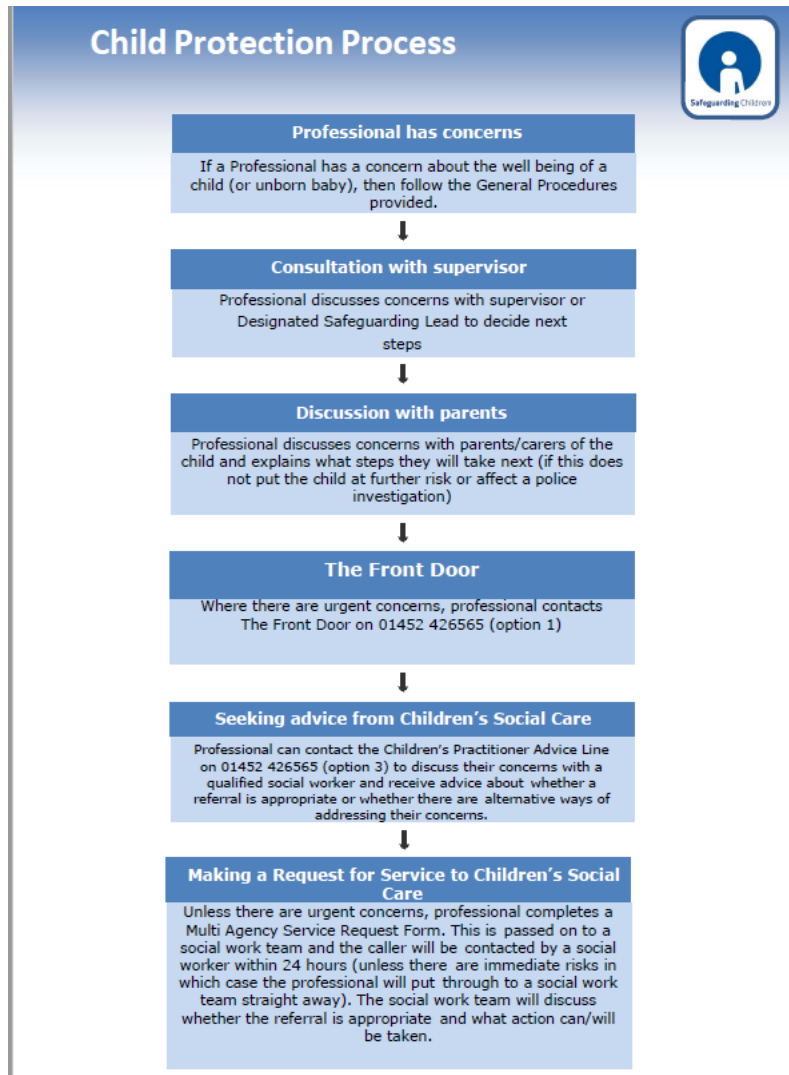 Child Protection Process
Safeguarding Children
Professional has concerns
If a Professional has a concern about the well being of a
child (or unborn baby), then follow the General Procedures
provided.
Consultation with supervisor
Professional discusses concerns with supervisor or
Designated Safeguarding Lead to decide next
steps
Discussion with parents
Professional discusses concerns with parents/carers of the
child and explains what steps they will take next (if this does
not put the child at further risk or affect a police
investigation)
The Front Door
Where there are urgent concerns, professional contacts
The Front Door on 01452 426565 (option 1)
Seeking advice from Children’s Social Care
Professional can contact the Children’s Practitioner Advice Line
on 01452 426565 (option 3) to discuss their concerns with a
qualified social worker and receive advice about whether a
referral is appropriate or whether there are alternative ways of
addressing their concerns.
Making a Request for Service to Children’s Social
Care
Unless there are urgent concerns, professional completes a
Multi Agency Service Request Form. This is passed on to a
social work team and the caller will be contacted by a social
worker within 24 hours (unless there are immediate risks in
which case the professional will put through to a social work
team straight away). The social work team will discuss
whether the referral is appropriate and what action can/will
be taken.